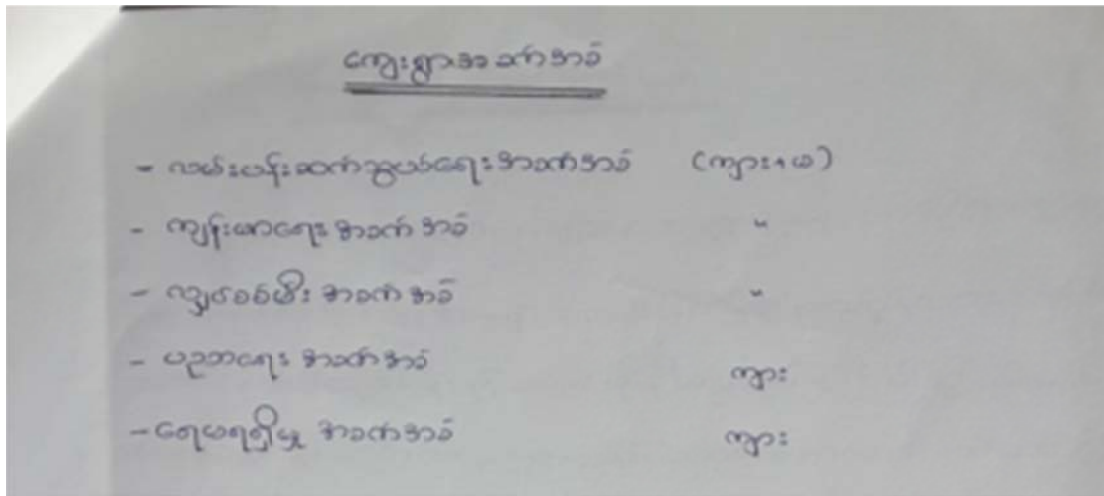 ကျေးရွာအခက်အခဲ
- လမ်းပန်းဆက်သွယ်ရေးအခက်အခဲ (ကျား၊မ)
- ကျန်းမာရေး အခက်အခဲ "
- လျှပ်စစ်မီး အခက်အခဲ "
- ပညာရေး အခက်အခဲ ကျား
- ရေမရရှိမှု အခက်အခဲ ကျား